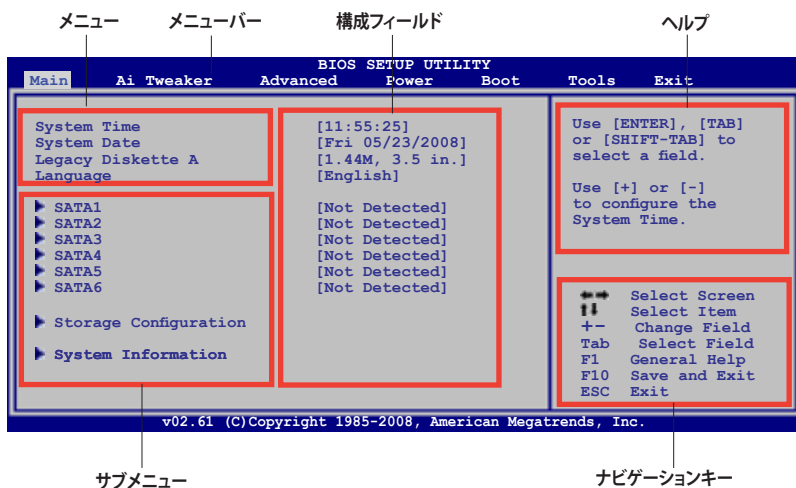 メニュー メニューバー 構成フィールド ヘルプ
BIOS SETUP UTILITY
Main Ai Tweaker Advanced Power Boot Tools Exit
System Time [11:55:25]
System Date [Fri 05/23/2008]
Legacy Diskette A [1.44M, 3.5 in.]
Language [English]
SATA1 [Not Detected]
SATA2 [Not Detected]
SATA3 [Not Detected]
SATA4 [Not Detected]
SATA5 [Not Detected]
SATA6 [Not Detected]
Storage Configuration
System Information
Use [ENTER], [TAB]
or [SHIFT-TAB] to
select a field.
Use [+] or [-]
to configure the
System Time.
←→ Select Screen
↑↓ Select Item
+- Change Field
Tab Select Field
F1 General Help
F10 Save and Exit
ESC Exit
v02.61 (C)Copyright 1985-2008, American Megatrends, Inc.
サブメニュー ナビゲーションキー